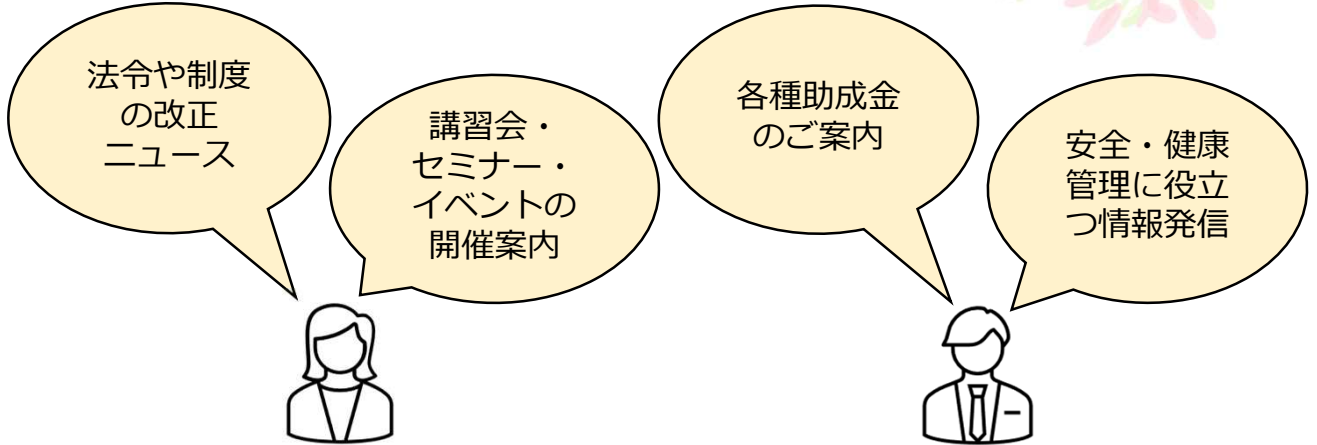 法令や制度
の改正
ニュース
講習会・
セミナー・
イベントの
開催案内
各種助成金
のご案内
安全・健康
管理に役立
つ情報発信